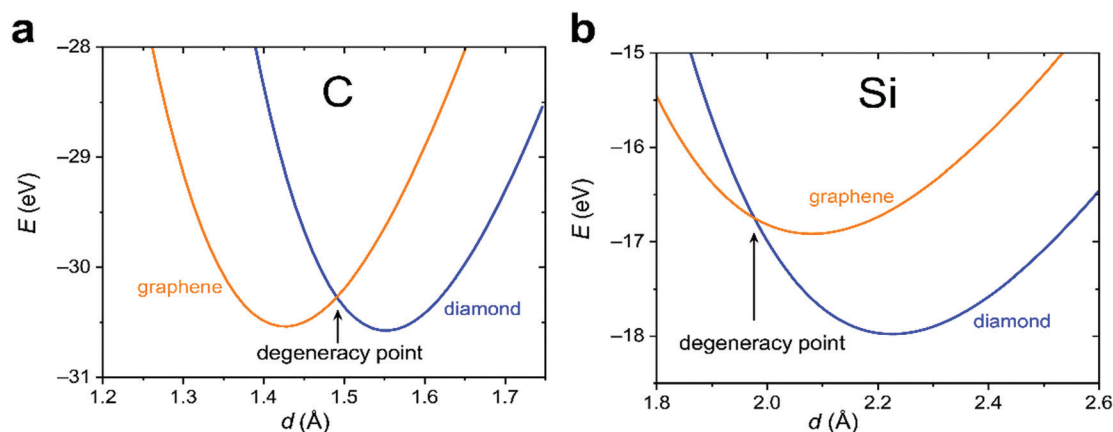 a
C
–28
–29
–30
–31
E (eV)
graphene
diamond
degeneracy point
1.2 1.3 1.4 1.5 1.6 1.7
d (Å)
b
Si
–15
–16
–17
–18
E (eV)
graphene
diamond
degeneracy point
1.8 2.0 2.2 2.4 2.6
d (Å)